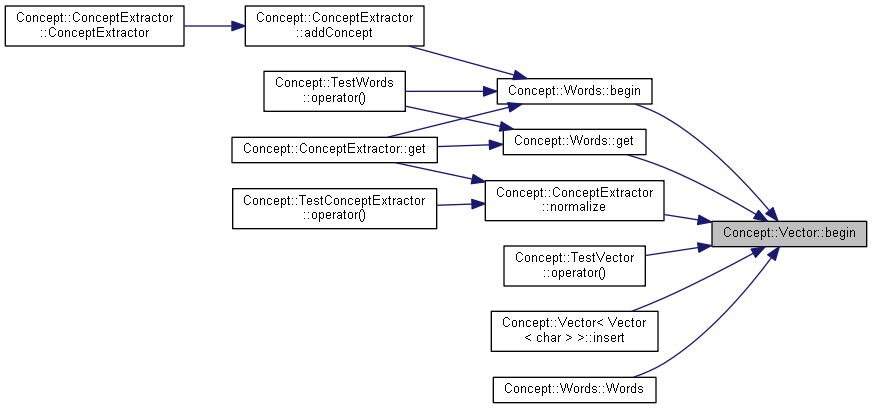 Concept::ConceptExtractor
::ConceptExtractor
Concept::ConceptExtractor
::addConcept
Concept::TestWords
::operator()
Concept::Words::begin
Concept::ConceptExtractor::get
Concept::Words::get
Concept::TestConceptExtractor
::operator()
Concept::ConceptExtractor
::normalize
Concept::Vector::begin
Concept::TestVector
::operator()
Concept::Vector< Vector
< char > >::insert
Concept::Words::Words